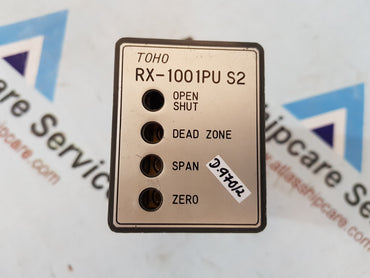 TOHO
RX-1001PU S2
OPEN
SHUT
DEAD ZONE
SPAN
ZERO